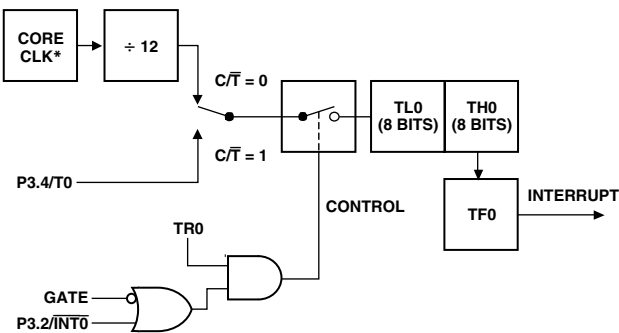 CORE
CLK*
÷ 12
C/T̅ = 0
TL0
(8 BITS)
TH0
(8 BITS)
C/T̅ = 1
P3.4/T0
CONTROL
INTERRUPT
TF0
TR0
GATE
P3.2/I̅N̅T̅0̅